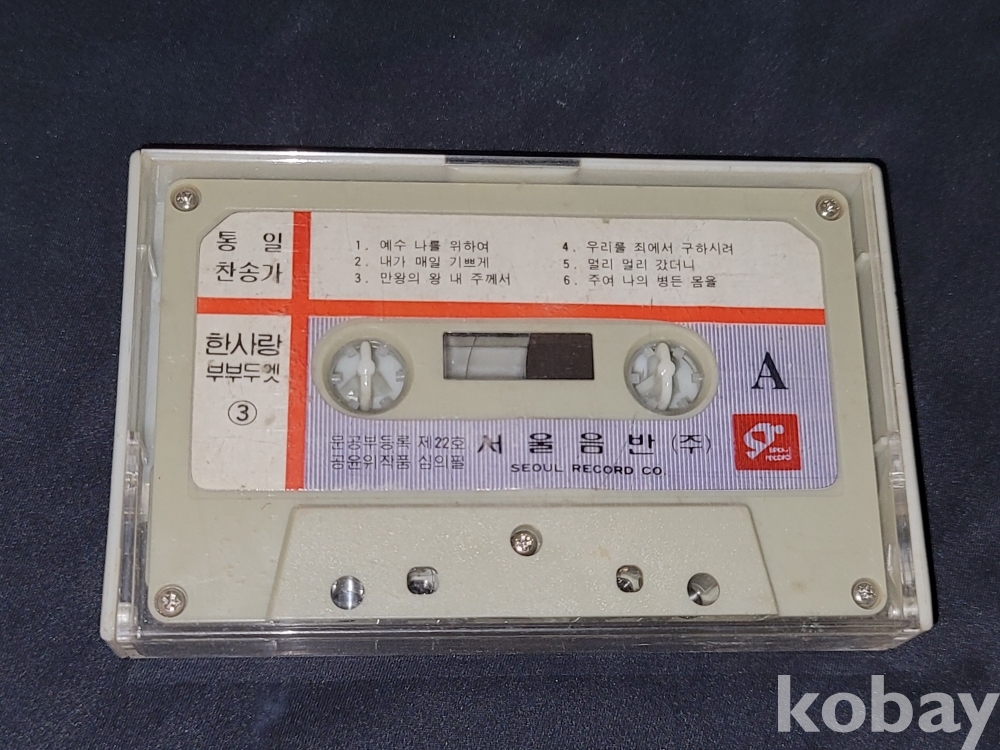 통 일
찬송가
한사랑
부부두엣
③
1. 예수 나를 위하여
2. 내가 매일 기쁘게
3. 만왕의 왕 내 주께서
4. 우리를 죄에서 구하시려
5. 멀리 멀리 갔더니
6. 주여 나의 병든 몸을
A
문공부등록 제22호
공윤위작품 심의필
서울음반 (주)
SEOUL RECORD CO.
SEOUL
RECORD
kobay